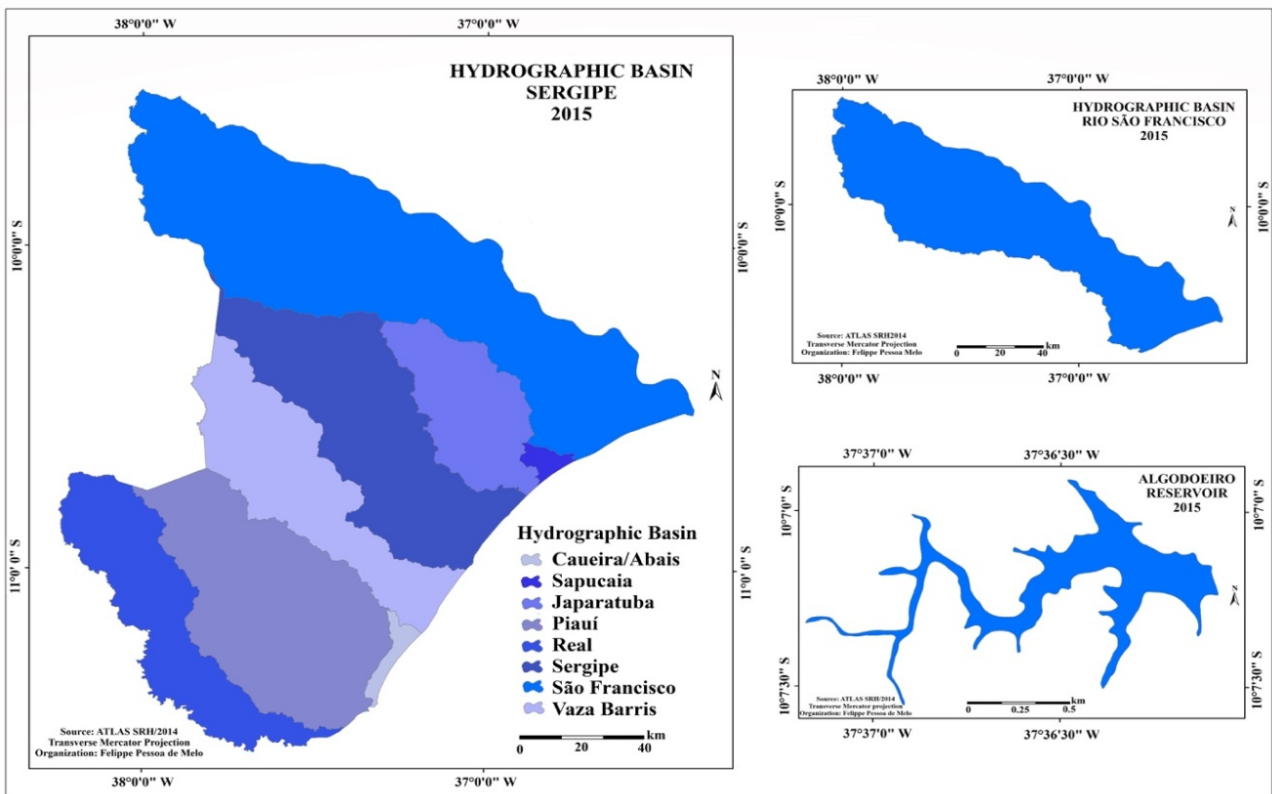 38°0'0" W
37°0'0" W
HYDROGRAPHIC BASIN
SERGIPE
2015
10°0'0" S
10°0'0" S
N
11°0'0" S
11°0'0" S
Hydrographic Basin
Caueira/Abais
Sapucaia
Japaratuba
Piauí
Real
Sergipe
São Francisco
Vaza Barris
Source: ATLAS SRH/2014
Transverse Mercator Projection
Organization: Felippe Pessoa de Melo
km
0 20 40
38°0'0" W
37°0'0" W
38°0'0" W
37°0'0" W
HYDROGRAPHIC BASIN
RIO SÃO FRANCISCO
2015
10°0'0" S
10°0'0" S
N
Source: ATLAS SRH2014
Transverse Mercator Projection
Organization: Felippe Pessoa Melo
km
0 20 40
38°0'0" W
37°0'0" W
37°37'0" W
37°36'30" W
ALGODOEIRO
RESERVOIR
2015
10°7'0" S
10°7'0" S
N
10°7'30" S
10°7'30" S
Source: ATLAS SRH/2014
Transverse Mercator projection
Organization: Felippe Pessoa de Melo
km
0 0.25 0.5
37°37'0" W
37°36'30" W